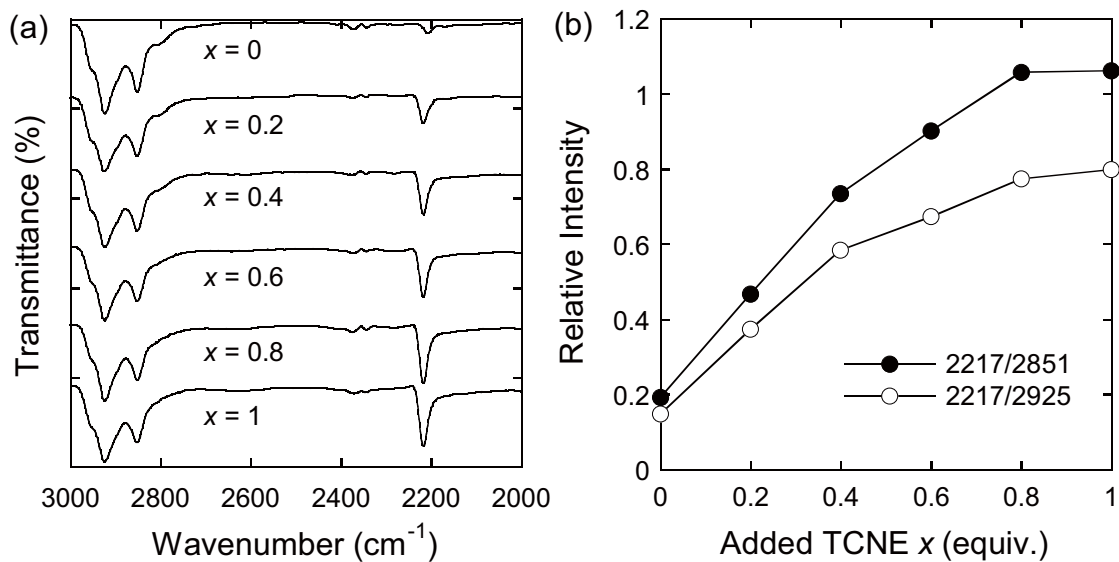 (a)
x = 0
x = 0.2
x = 0.4
x = 0.6
x = 0.8
x = 1
Transmittance (%)
3000 2800 2600 2400 2200 2000
Wavenumber (cm⁻¹)
(b)
1.2
1
0.8
0.6
0.4
0.2
0
Relative Intensity
2217/2851
2217/2925
0 0.2 0.4 0.6 0.8 1
Added TCNE x (equiv.)